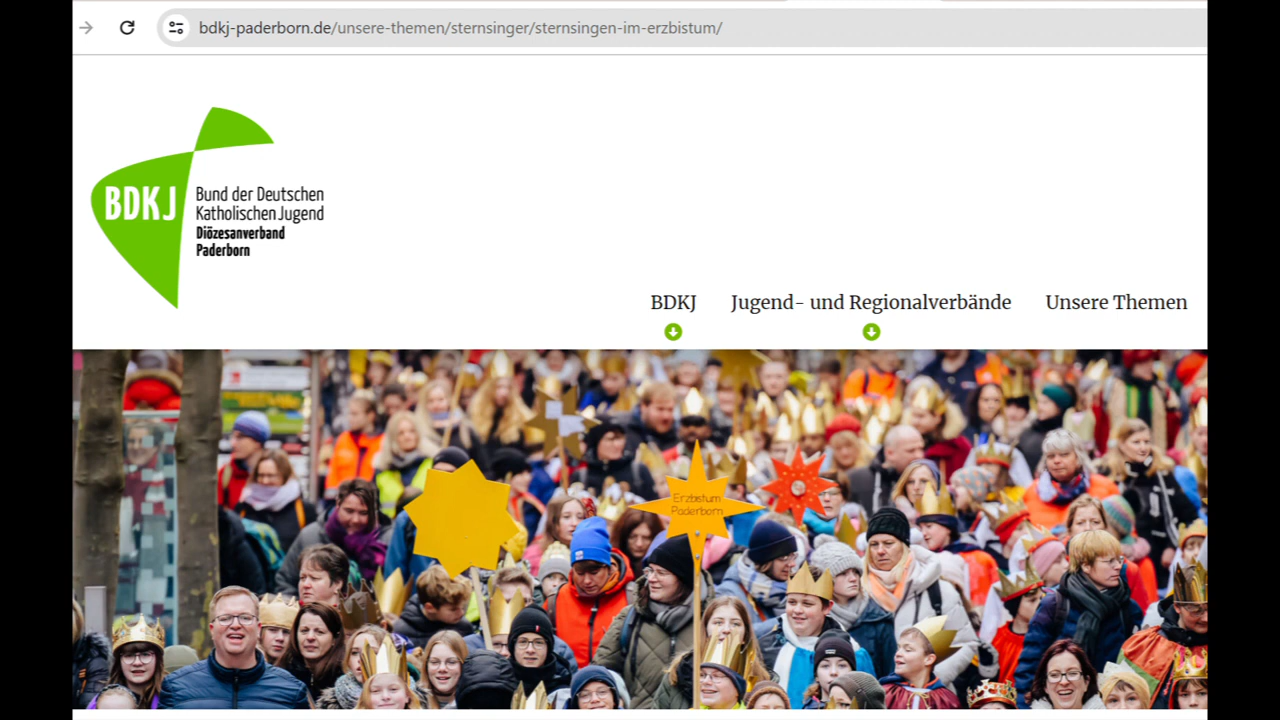 bdkj-paderborn.de/unsere-themen/sternsinger/sternsingen-im-erzbistum/
BDKJ
Bund der Deutschen
Katholischen Jugend
Diözesanverband
Paderborn
BDKJ
Jugend- und Regionalverbände
Unsere Themen
Erzbistum
Paderborn